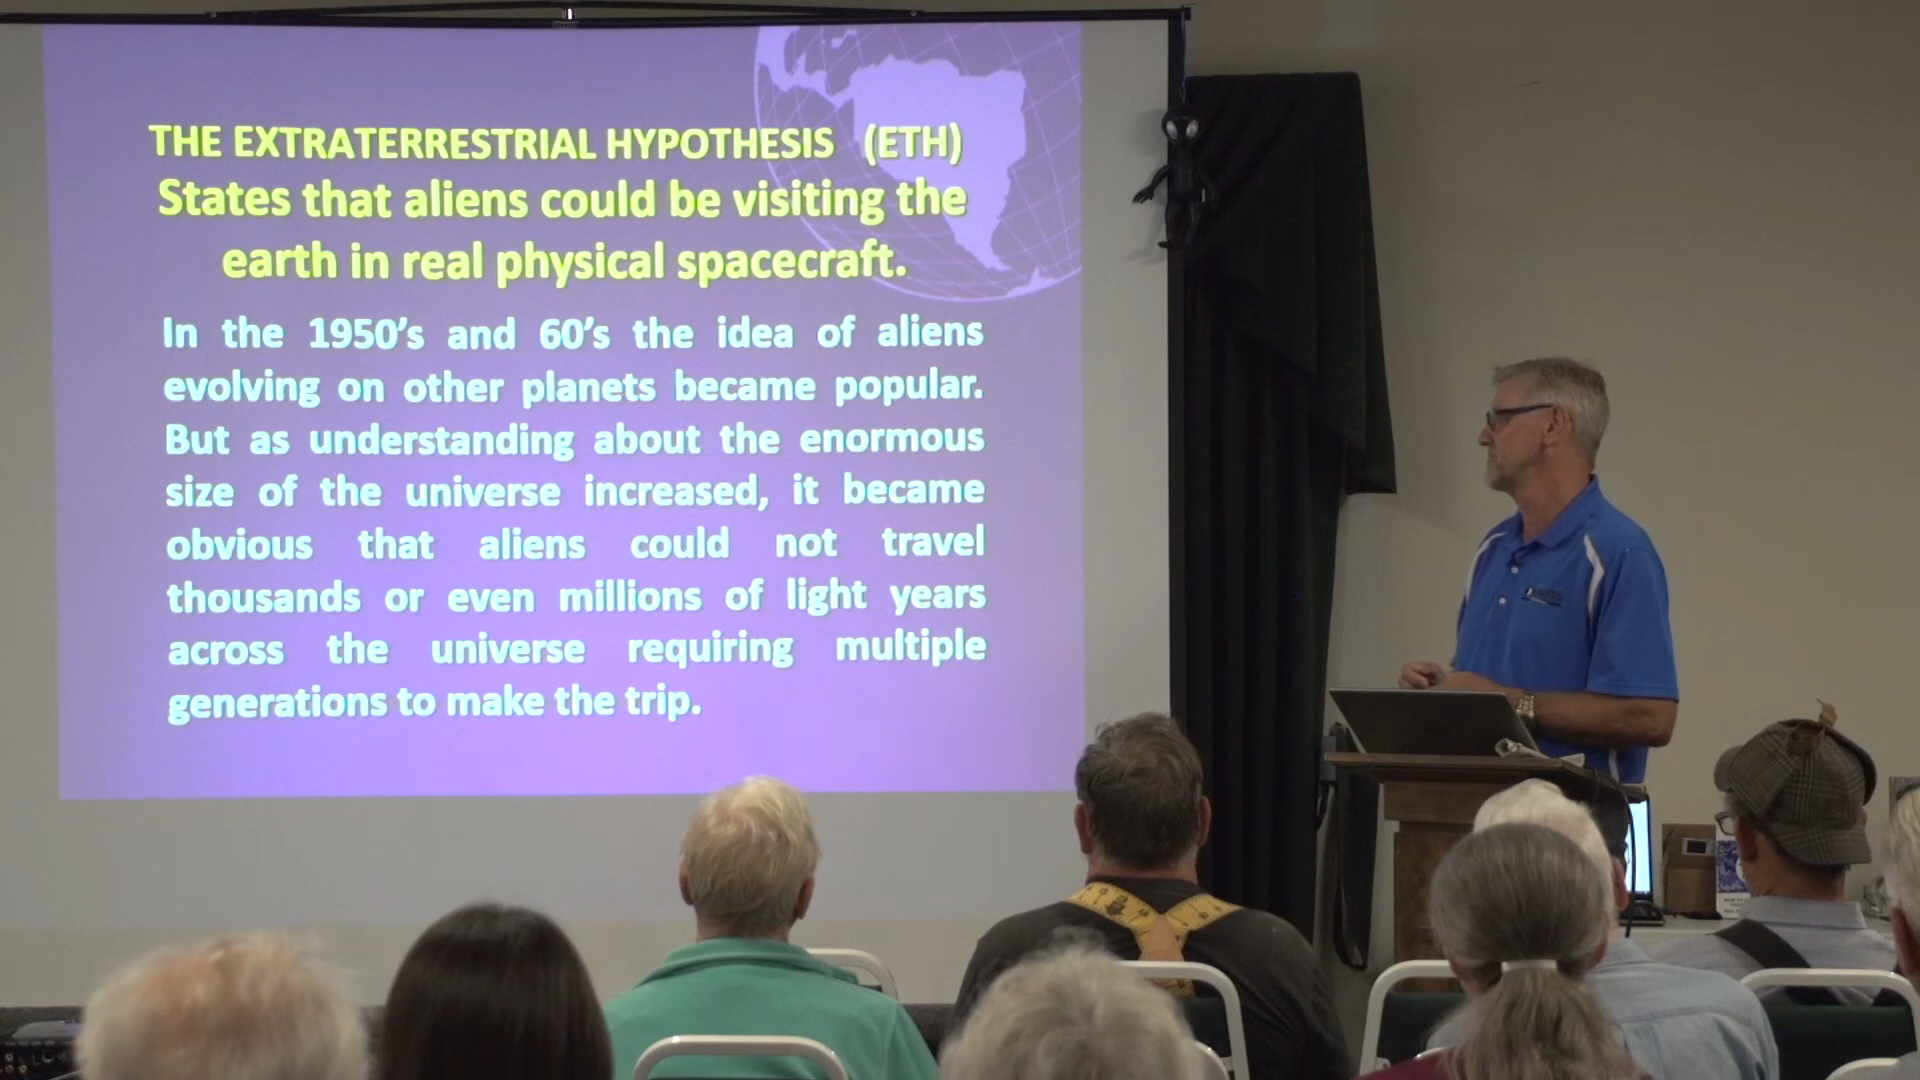 THE EXTRATERRESTRIAL HYPOTHESIS (ETH)
States that aliens could be visiting the
earth in real physical spacecraft.
In the 1950's and 60's the idea of aliens
evolving on other planets became popular.
But as understanding about the enormous
size of the universe increased, it became
obvious that aliens could not travel
thousands or even millions of light years
across the universe requiring multiple
generations to make the trip.